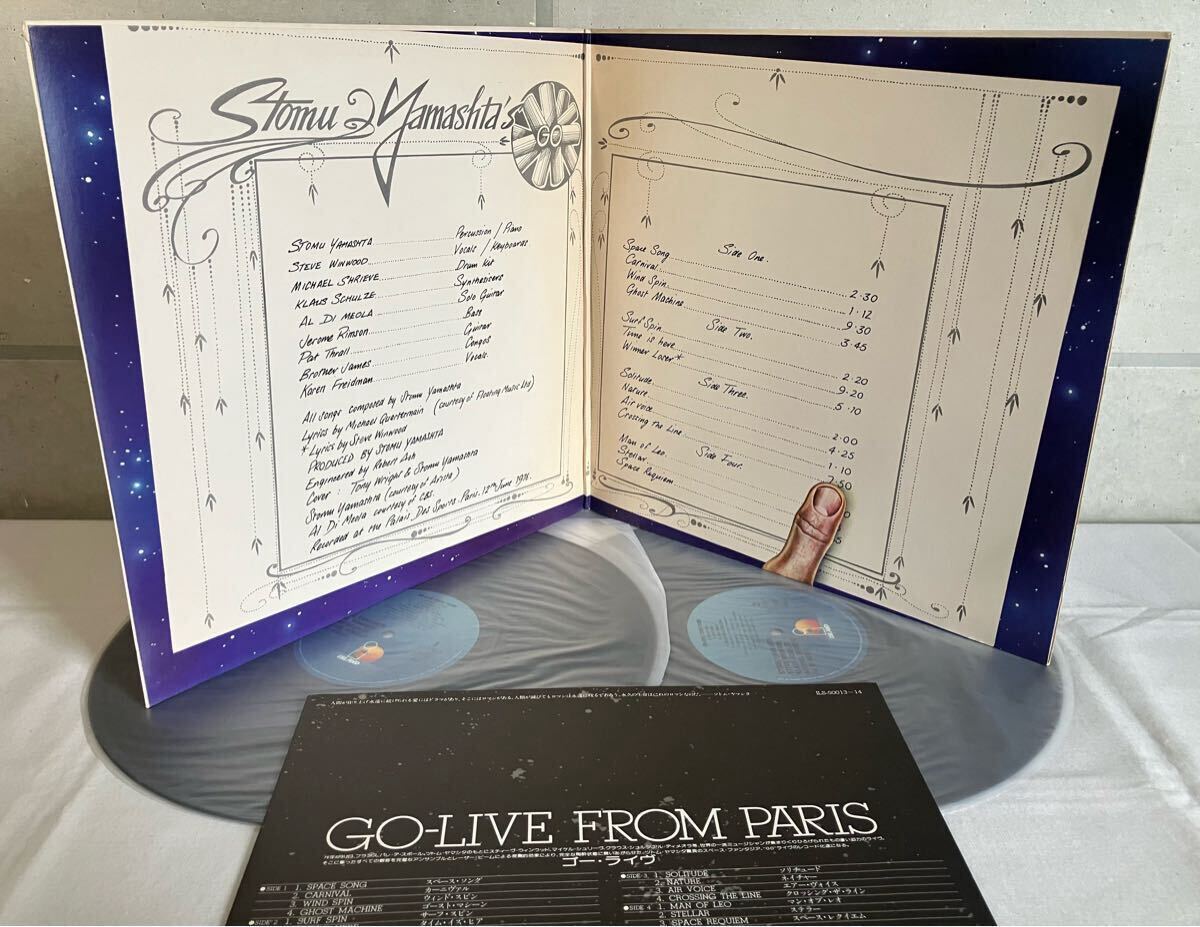 Stomu Yamashta's
GO
STOMU YAMASHTA Percussion / Piano
STEVE WINWOOD Vocals / Keyboards
MICHAEL SHRIEVE Drum Kit
KLAUS SCHULZE Synthesisers
AL DI MEOLA Solo Guitar
Jerome Rimson Bass
Pat Thrall Guitar
Brother James Congos
Karen Freidman Vocals
All songs composed by Stomu Yamashta
Lyrics by Michael Quartermain (courtesy of Floating Music Ltd)
* Lyrics by Steve Winwood
PRODUCED BY STOMU YAMASHTA
Engineered by Robert Ash
Cover: Tony Wright & Stomu Yamashta
Stomu Yamashta (courtesy of Arista)
Al Di Meola courtesy of CBS.
Recorded at the Palais Des Sports. Paris. 12th June 1976.
Side One.
Space Song 2·30
Carnival 1·12
Wind Spin 9·30
Ghost Machine 3·45
Side Two.
Surf Spin 2·20
Time is here 9·20
Winner Loser* 5·10
Side Three.
Solitude 2·00
Nature 4·25
Air voice 1·10
Crossing the Line 7·50
Side Four.
Man of Leo
Stellar
Space Requiem
ILS-50013~14
GO-LIVE FROM PARIS
ゴー・ライヴ
SIDE 1 1. SPACE SONG スペース・ソング
2. CARNIVAL カーニヴァル
3. WIND SPIN ウィンド・スピン
4. GHOST MACHINE ゴースト・マシーン
SIDE 2 1. SURF SPIN サーフ・スピン
タイム・イズ・ヒア
SIDE 3 1. SOLITUDE ソリチュード
2. NATURE ネイチャー
3. AIR VOICE エアー・ヴォイス
4. CROSSING THE LINE クロッシング・ザ・ライン
SIDE 4 1. MAN OF LEO マン・オブ・レオ
2. STELLAR ステラー
3. SPACE REQUIEM スペース・レクイエム